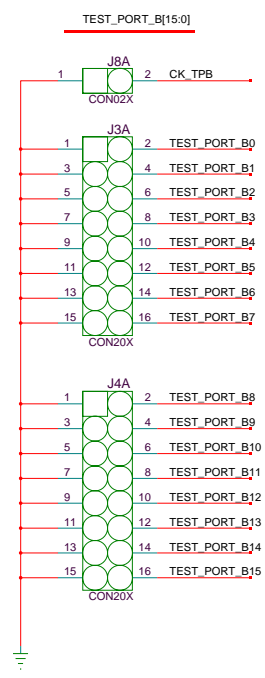 TEST_PORT_B[15:0]
J8A
1 2 CK_TPB
CON02X
J3A
1 2 TEST_PORT_B0
3 4 TEST_PORT_B1
5 6 TEST_PORT_B2
7 8 TEST_PORT_B3
9 10 TEST_PORT_B4
11 12 TEST_PORT_B5
13 14 TEST_PORT_B6
15 16 TEST_PORT_B7
CON20X
J4A
1 2 TEST_PORT_B8
3 4 TEST_PORT_B9
5 6 TEST_PORT_B10
7 8 TEST_PORT_B11
9 10 TEST_PORT_B12
11 12 TEST_PORT_B13
13 14 TEST_PORT_B14
15 16 TEST_PORT_B15
CON20X